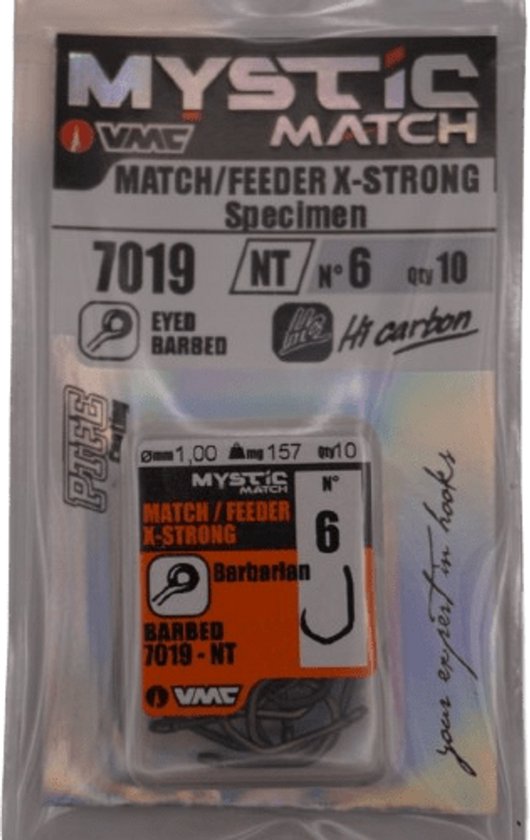 MYSTIC
VMC MATCH
MATCH/FEEDER X-STRONG
Specimen
7019 NT N° 6 Qty 10
EYED
BARBED
Hi carbon
PTFE
coating
Ømm 1,00 mg 157 Qty 10
MYSTIC
MATCH
N°
6
MATCH / FEEDER
X-STRONG
Barbarian
BARBED
7019 - NT
VMC
your expert in hooks